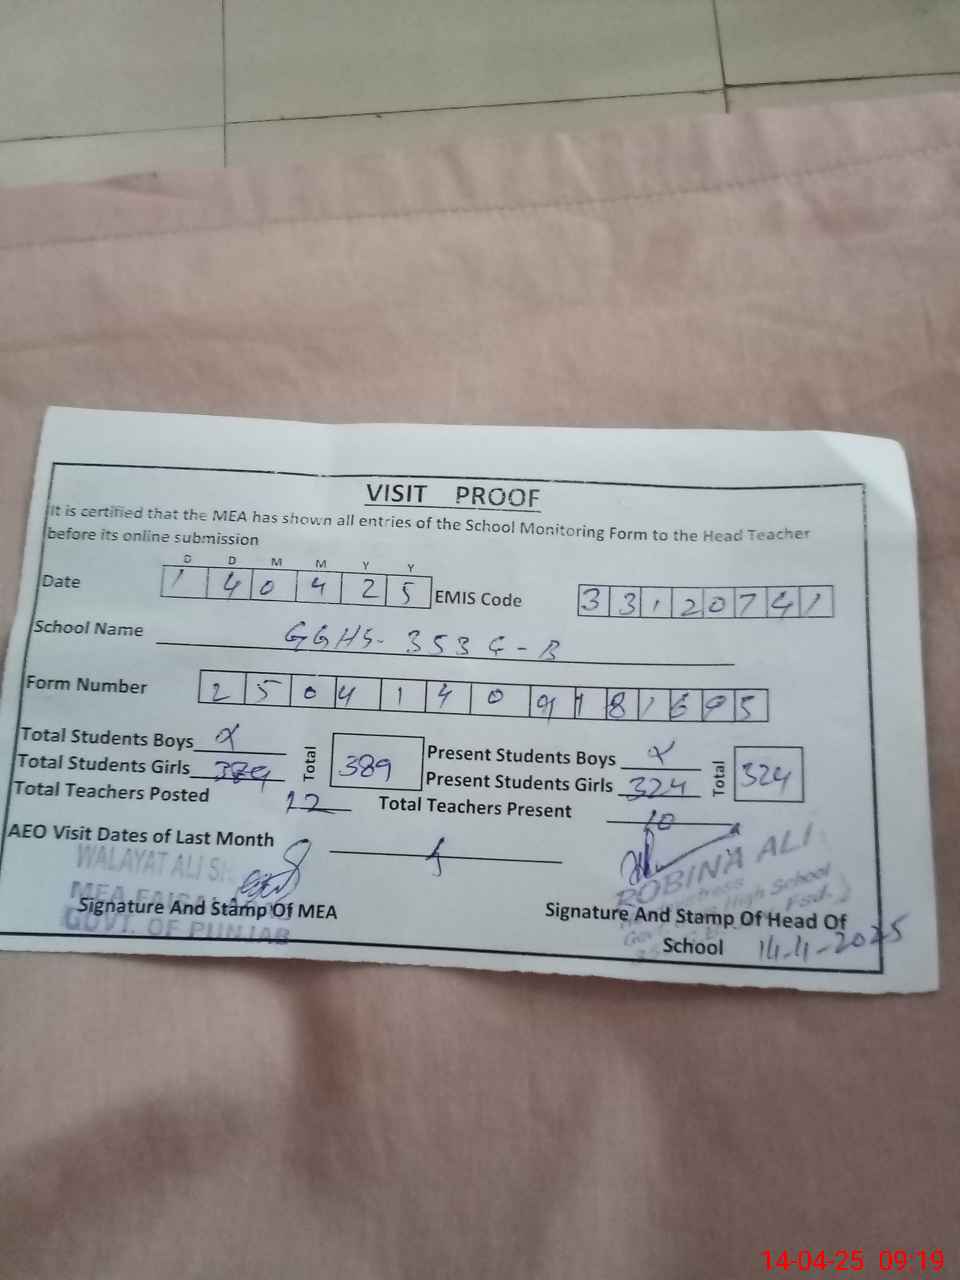 VISIT PROOF
It is certified that the MEA has shown all entries of the School Monitoring Form to the Head Teacher
before its online submission
D D M M Y Y
Date 1 4 0 4 2 5 EMIS Code 3 3 1 2 0 7 4 1
School Name GGHS- 353 G-B
Form Number 2 5 0 4 1 4 0 9 1 8 1 6 9 5
Total Students Boys x Total 389 Present Students Boys x Total 324
Total Students Girls 389 Present Students Girls 324
Total Teachers Posted 12 Total Teachers Present 10
AEO Visit Dates of Last Month
WALAYAT ALI
MEA
GOVT. OF PUNJAB
Signature And Stamp Of MEA
ROBINA ALI
High School
Signature And Stamp Of Head Of
School 14-4-2025
14-04-25 09:19